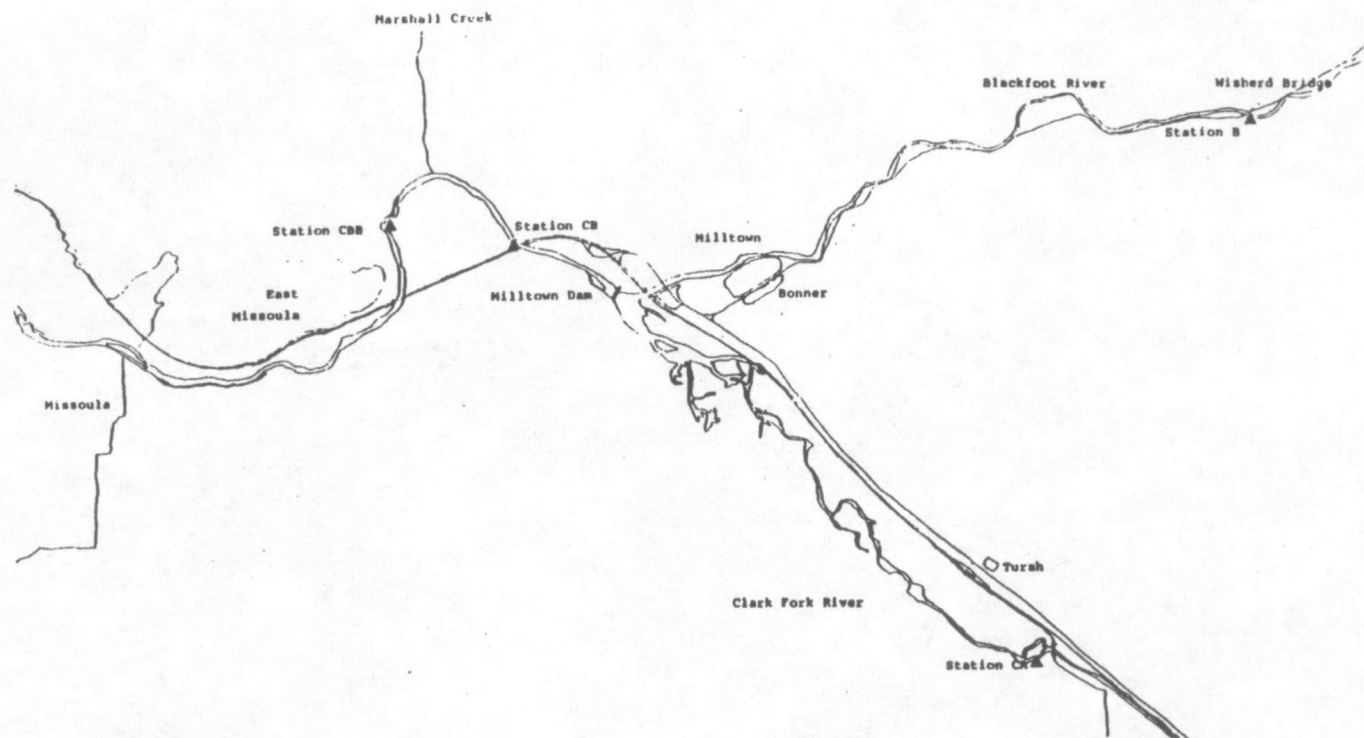 Marshall Creek
Blackfoot River
Wisherd Bridge
Station B
Station CBB
Station CB
Milltown
East
Missoula
Milltown Dam
Bonner
Missoula
Turah
Clark Fork River
Station CA